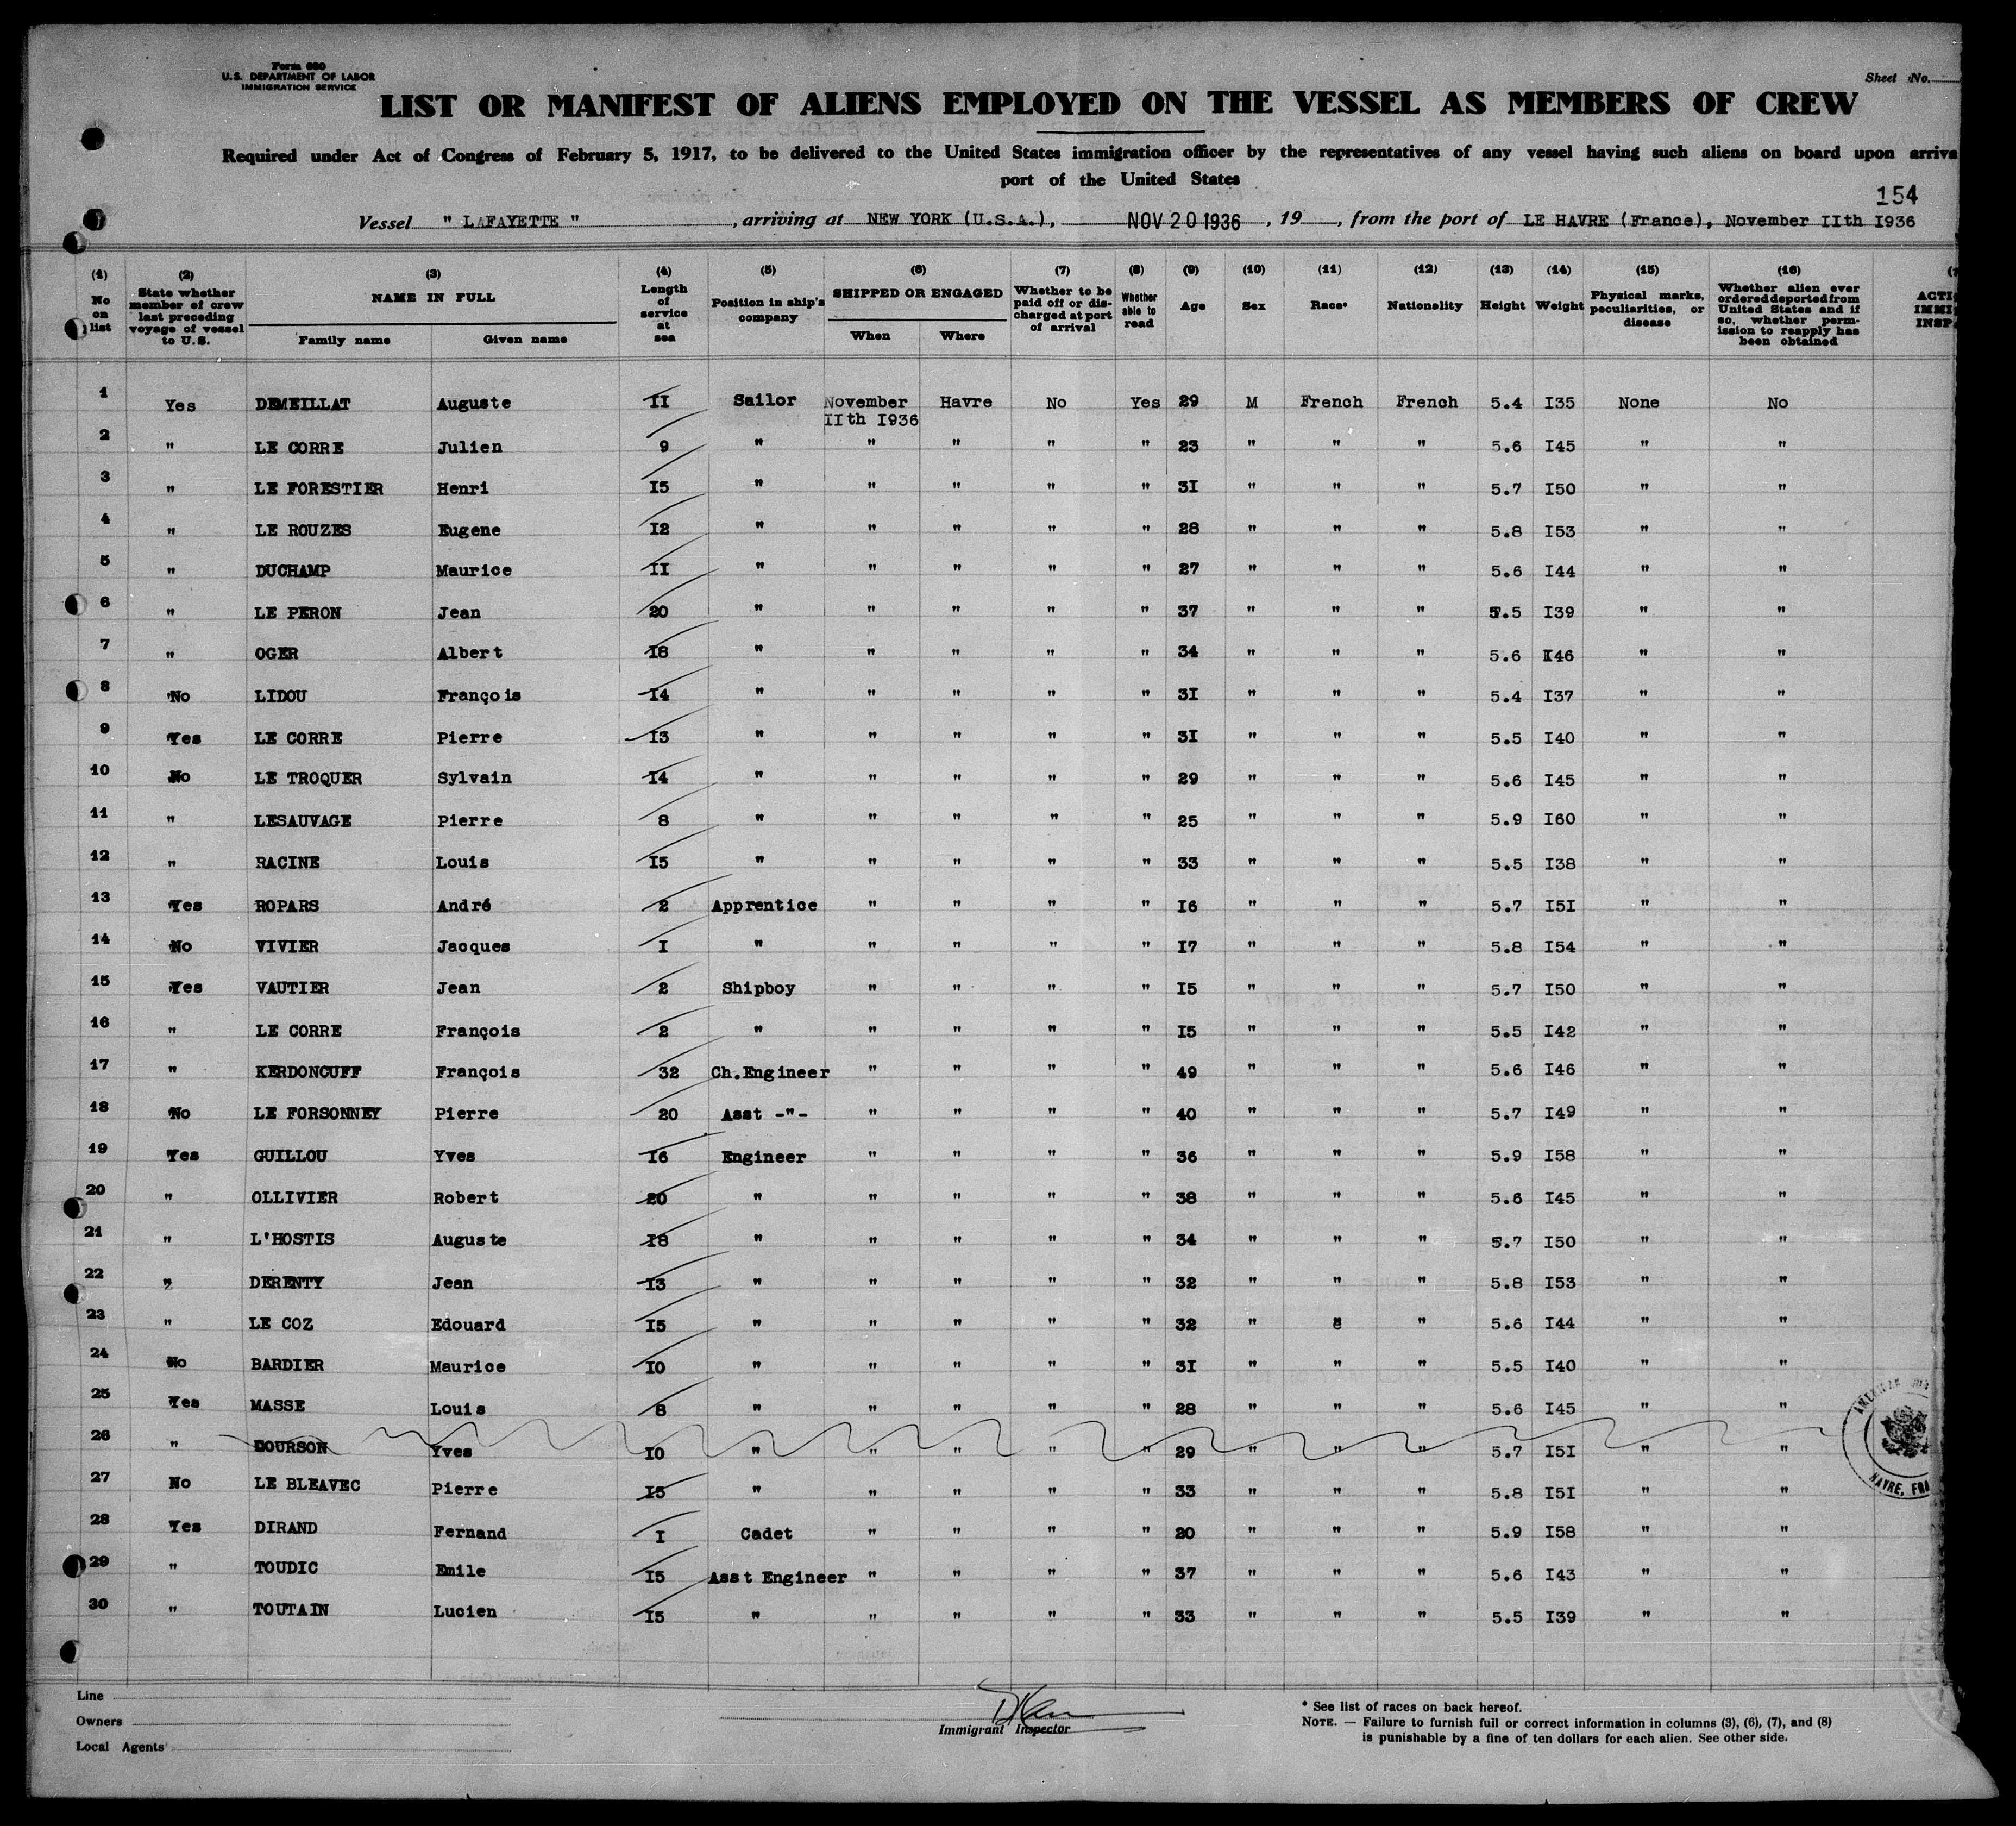 Form 680
U.S. DEPARTMENT OF LABOR
IMMIGRATION SERVICE
Sheet No.
LIST OR MANIFEST OF ALIENS EMPLOYED ON THE VESSEL AS MEMBERS OF CREW
Required under Act of Congress of February 5, 1917, to be delivered to the United States immigration officer by the representatives of any vessel having such aliens on board upon arriva
port of the United States
154
Vessel " LAFAYETTE " , arriving at NEW YORK (U.S.A.), NOV 20 1936 , 19 , from the port of LE HAVRE (France), November IIth I936
(1) (2) (3) (4) (5) (6) (7) (8) (9) (10) (11) (12) (13) (14) (15) (16)
No on list State whether member of crew last preceding voyage of vessel to U.S. NAME IN FULL Family name Given name Length of service at sea Position in ship's company SHIPPED OR ENGAGED When Where Whether to be paid off or discharged at port of arrival Whether able to read Age Sex Race* Nationality Height Weight Physical marks, peculiarities, or disease Whether alien ever ordered deported from United States and if so, whether permission to reapply has been obtained ACTI IMMI INSP
1 Yes DEMEILLAT Auguste II Sailor November IIth I936 Havre No Yes 29 M French French 5.4 I35 None No
2 " LE CORRE Julien 9 " " " " " 23 " " " 5.6 I45 " "
3 " LE FORESTIER Henri I5 " " " " " 3I " " " 5.7 I50 " "
4 " LE ROUZES Eugene I2 " " " " " 28 " " " 5.8 I53 " "
5 " DUCHAMP Maurice II " " " " " 27 " " " 5.6 I44 " "
6 " LE PERON Jean 20 " " " " " 37 " " " 5.5 I39 " "
7 " OGER Albert I8 " " " " " 34 " " " 5.6 I46 " "
8 No LIDOU François I4 " " " " " 3I " " " 5.4 I37 " "
9 Yes LE CORRE Pierre I3 " " " " " 3I " " " 5.5 I40 " "
10 No LE TROQUER Sylvain I4 " " " " " 29 " " " 5.6 I45 " "
11 " LESAUVAGE Pierre 8 " " " " " 25 " " " 5.9 I60 " "
12 " RACINE Louis I5 " " " " " 33 " " " 5.5 I38 " "
13 Yes ROPARS André 2 Apprentice " " " " I6 " " " 5.7 I5I " "
14 No VIVIER Jacques I " " " " " I7 " " " 5.8 I54 " "
15 Yes VAUTIER Jean 2 Shipboy " " " " I5 " " " 5.7 I50 " "
16 " LE CORRE François 2 " " " " " I5 " " " 5.5 I42 " "
17 " KERDONCUFF François 32 Ch.Engineer " " " " 49 " " " 5.6 I46 " "
18 No LE FORSONNEY Pierre 20 Asst -"- " " " " 40 " " " 5.7 I49 " "
19 Yes GUILLOU Yves I6 Engineer " " " " 36 " " " 5.9 I58 " "
20 " OLLIVIER Robert 20 " " " " " 38 " " " 5.6 I45 " "
21 " L'HOSTIS Auguste I8 " " " " " 34 " " " 5.7 I50 " "
22 " DERENTY Jean I3 " " " " " 32 " " " 5.8 I53 " "
23 " LE COZ Edouard I5 " " " " " 32 " " " 5.6 I44 " "
24 No BARDIER Maurice I0 " " " " " 3I " " " 5.5 I40 " "
25 Yes MASSE Louis 8 " " " " " 28 " " " 5.6 I45 " "
26 " COURSON Yves I0 " " " " " 29 " " " 5.7 I5I " "
27 No LE BLEAVEC Pierre I5 " " " " " 33 " " " 5.8 I5I " "
28 Yes DIRAND Fernand I Cadet " " " " 20 " " " 5.9 I58 " "
29 " TOUDIC Emile I5 Asst Engineer " " " " 37 " " " 5.6 I43 " "
30 " TOUTAIN Lucien I5 " " " " " 33 " " " 5.5 I39 " "
HAVRE, FRA
Line
Owners
Local Agents
Immigrant Inspector
* See list of races on back hereof.
NOTE. — Failure to furnish full or correct information in columns (3), (6), (7), and (8)
is punishable by a fine of ten dollars for each alien. See other side.